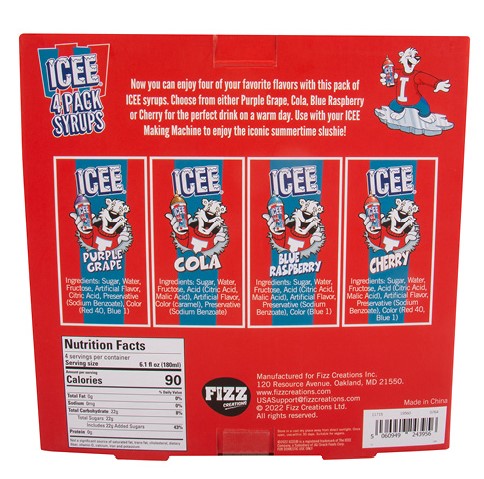 ICEE
4 PACK
SYRUPS
Now you can enjoy four of your favorite flavors with this pack of
ICEE syrups. Choose from either Purple Grape, Cola, Blue Raspberry
or Cherry for the perfect drink on a warm day. Use with your ICEE
Making Machine to enjoy the iconic summertime slushie!
ICEE
PURPLE
GRAPE
Ingredients: Sugar, Water,
Fructose, Artificial Flavor,
Citric Acid, Preservative
(Sodium Benzoate), Color
(Red 40, Blue 1)
ICEE
COLA
Ingredients: Sugar, Water,
Fructose, Acid (Citric Acid,
Malic Acid), Artificial Flavor,
Color (caramel), Preservative
(Sodium Benzoate)
ICEE
BLUE
RASPBERRY
Ingredients: Sugar, Water,
Fructose, Acid (Citric Acid,
Malic Acid), Artificial Flavor,
Preservative (Sodium
Benzoate), Color (Blue 1)
ICEE
CHERRY
Ingredients: Sugar, Water,
Fructose, Acid (Citric Acid,
Malic Acid), Artificial Flavor,
Preservative (Sodium
Benzoate), Color (Red 40,
Blue 1)
Nutrition Facts
4 servings per container
Serving size 6.1 fl oz (180ml)
Amount per serving
Calories 90
% Daily Value
Total Fat 0g 0%
Sodium 0mg 0%
Total Carbohydrate 22g 8%
Total Sugars 22g
Includes 22g Added Sugars 43%
Protein 0g
FIZZ
CREATIONS
Manufactured for Fizz Creations Inc.
120 Resource Avenue. Oakland, MD 21550.
www.fizzcreations.com
USASupport@fizzcreations.com
© 2022 Fizz Creations Ltd.
All rights reserved.
Made in China
5 060949 243956